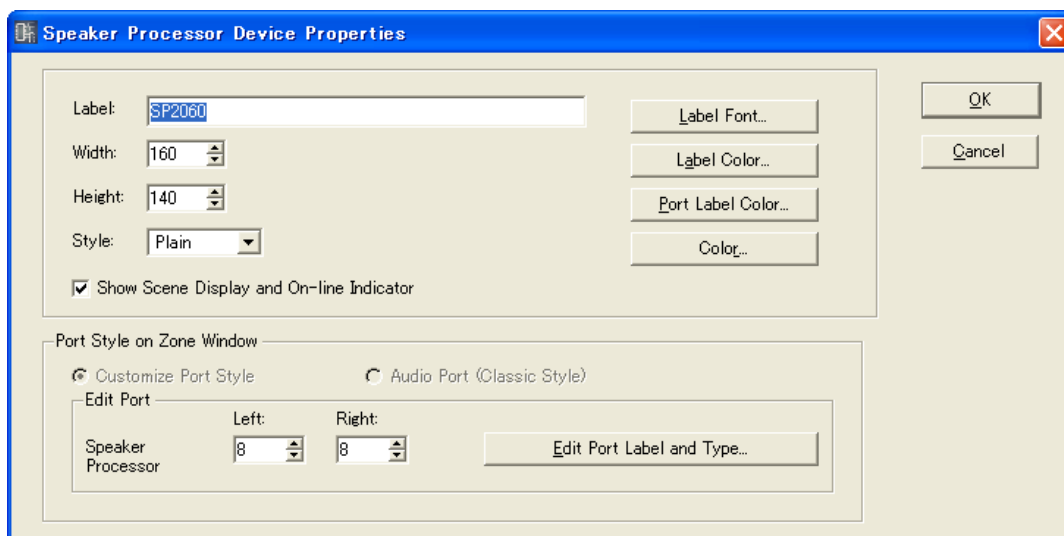 Speaker Processor Device Properties
Label: SP2060 Label Font...
Width: 160 Label Color...
Height: 140 Port Label Color...
Style: Plain Color...
Show Scene Display and On-line Indicator
OK
Cancel
Port Style on Zone Window
Customize Port Style Audio Port (Classic Style)
Edit Port
Left: Right:
Speaker Processor 8 8 Edit Port Label and Type...